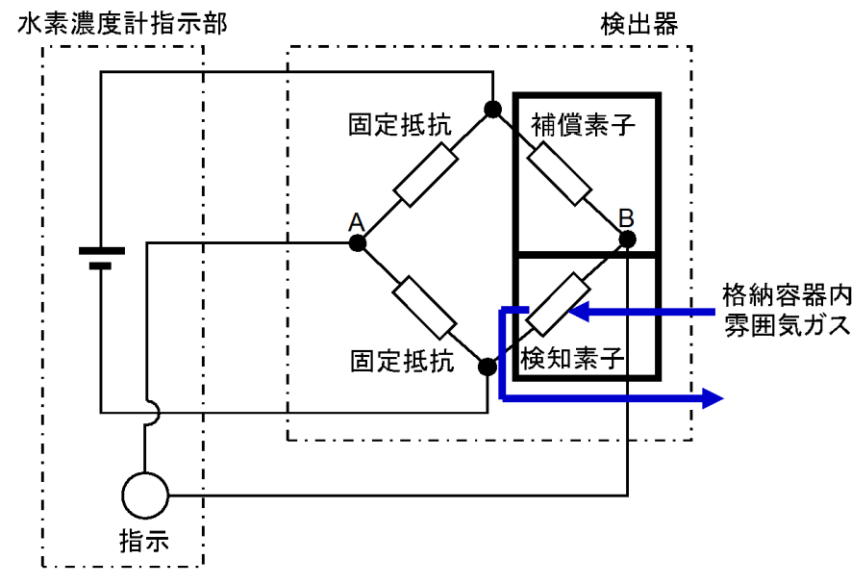 水素濃度計指示部
検出器
固定抵抗
補償素子
A
B
格納容器内
雰囲気ガス
固定抵抗
検知素子
指示